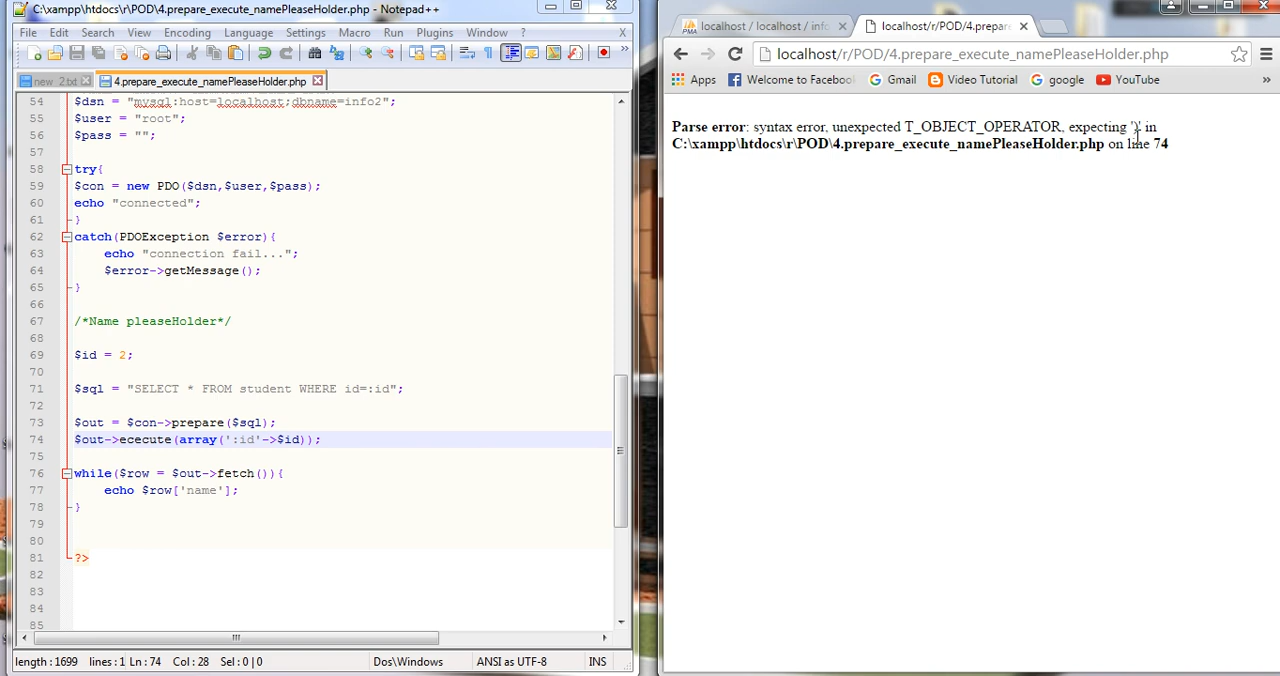 C:\xampp\htdocs\r\POD\4.prepare_execute_namePleaseHolder.php - Notepad++
File Edit Search View Encoding Language Settings Macro Run Plugins Window ? X
new 2.txt 4.prepare_execute_namePleaseHolder.php
54 $dsn = "mysql:host=localhost;dbname=info2";
55 $user = "root";
56 $pass = "";
57
58 try{
59 $con = new PDO($dsn,$user,$pass);
60 echo "connected";
61 }
62 catch(PDOException $error){
63 echo "connection fail...";
64 $error->getMessage();
65 }
66
67 /*Name pleaseHolder*/
68
69 $id = 2;
70
71 $sql = "SELECT * FROM student WHERE id=:id";
72
73 $out = $con->prepare($sql);
74 $out->ececute(array(':id'->$id));
75
76 while($row = $out->fetch()){
77 echo $row['name'];
78 }
79
80
81 ?>
82
83
84
85
length : 1699 lines : 1 Ln : 74 Col : 28 Sel : 0 | 0 Dos\Windows ANSI as UTF-8 INS
PMA localhost / localhost / info localhost/r/POD/4.prepare
localhost/r/POD/4.prepare_execute_namePleaseHolder.php
Apps Welcome to Facebook Gmail Video Tutorial google YouTube
Parse error: syntax error, unexpected T_OBJECT_OPERATOR, expecting ')' in
C:\xampp\htdocs\r\POD\4.prepare_execute_namePleaseHolder.php on line 74